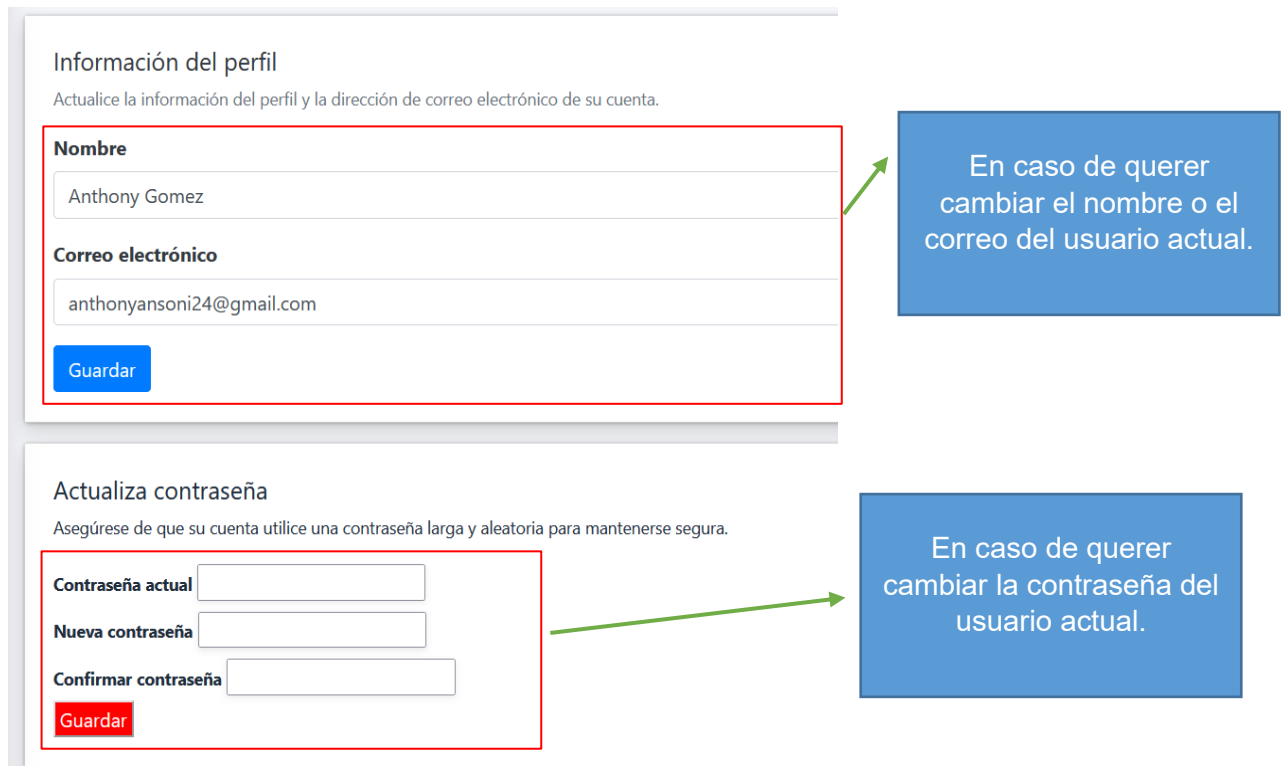 Información del perfil
Actualice la información del perfil y la dirección de correo electrónico de su cuenta.
Nombre
Anthony Gomez
Correo electrónico
anthonyansoni24@gmail.com
Guardar
En caso de querer
cambiar el nombre o el
correo del usuario actual.
Actualiza contraseña
Asegúrese de que su cuenta utilice una contraseña larga y aleatoria para mantenerse segura.
Contraseña actual
Nueva contraseña
Confirmar contraseña
Guardar
En caso de querer
cambiar la contraseña del
usuario actual.